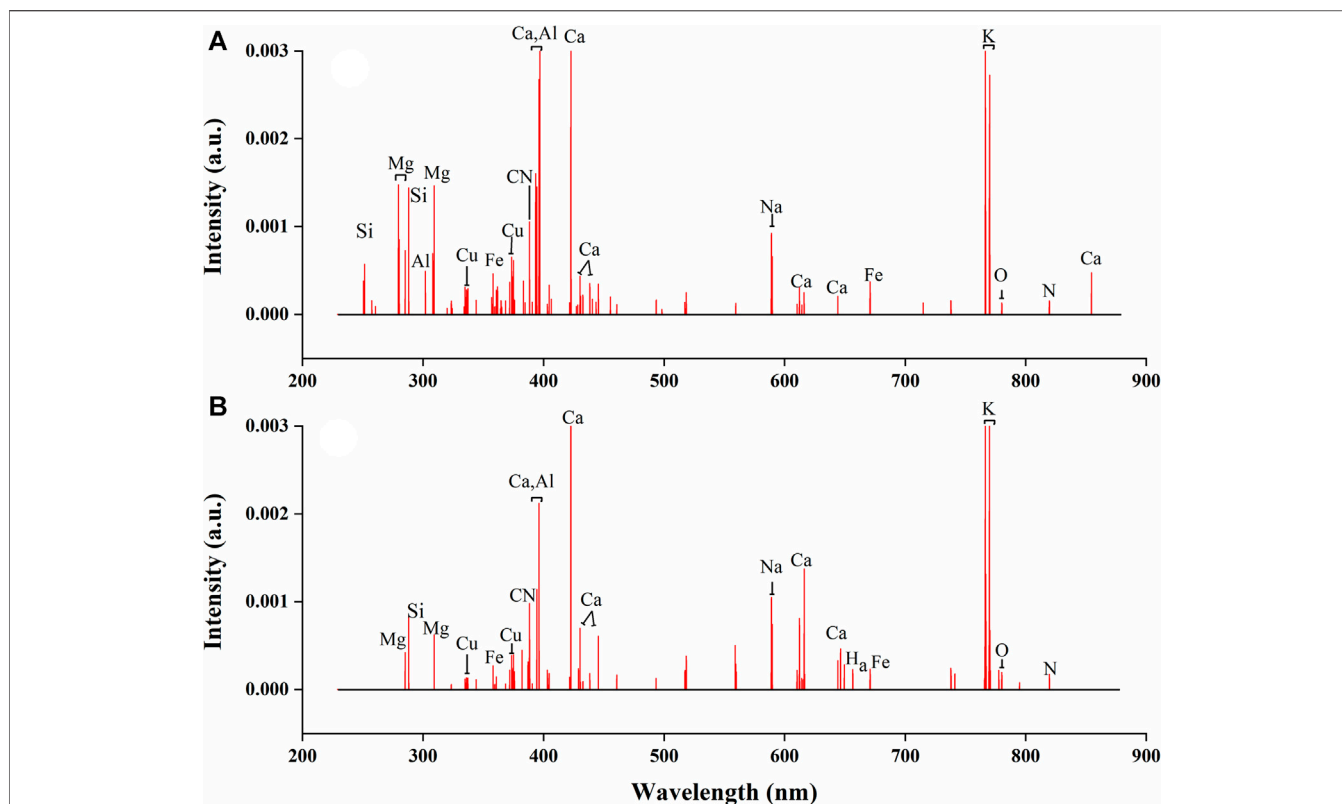 A
Ca,Al Ca K
0.003
0.002
0.001
0.000
Intensity (a.u.)
Mg
Si
Mg
CN
Si
Al
Cu
Fe
Cu
Ca
Na
Ca
Ca
Fe
O
N
Ca
200 300 400 500 600 700 800 900
B
Ca K
0.003
0.002
0.001
0.000
Intensity (a.u.)
Ca,Al
Mg
Si
Mg
Cu
Fe
Cu
CN
Ca
Na
Ca
Ca
Ha
Fe
O
N
200 300 400 500 600 700 800 900
Wavelength (nm)